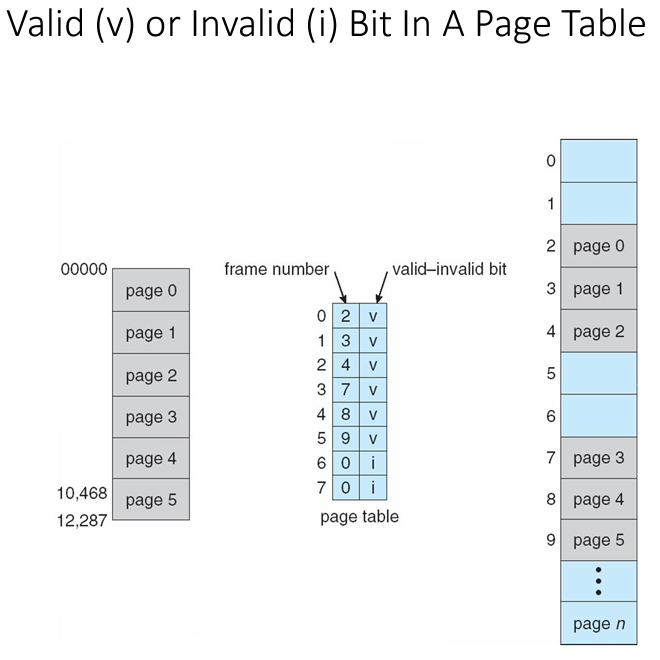 Valid (v) or Invalid (i) Bit In A Page Table
00000
page 0
page 1
page 2
page 3
page 4
page 5
10,468
12,287
frame number
valid–invalid bit
0 2 v
1 3 v
2 4 v
3 7 v
4 8 v
5 9 v
6 0 i
7 0 i
page table
0
1
2 page 0
3 page 1
4 page 2
5
6
7 page 3
8 page 4
9 page 5
page n